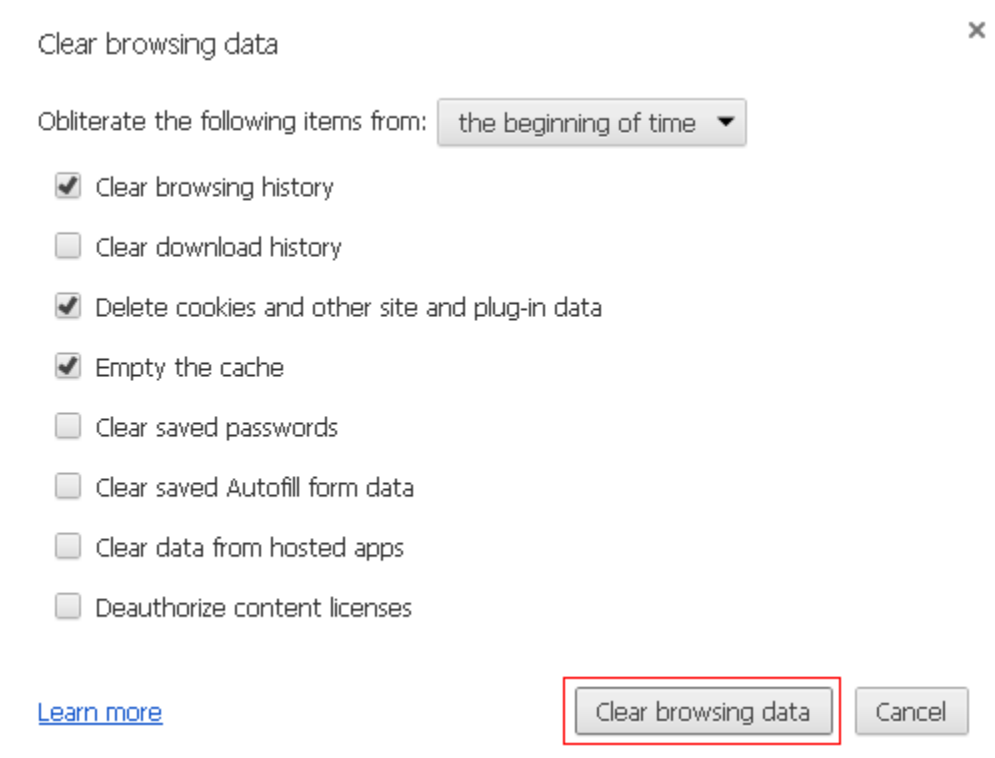 Clear browsing data
Obliterate the following items from: the beginning of time
Clear browsing history
Clear download history
Delete cookies and other site and plug-in data
Empty the cache
Clear saved passwords
Clear saved Autofill form data
Clear data from hosted apps
Deauthorize content licenses
Learn more Clear browsing data Cancel